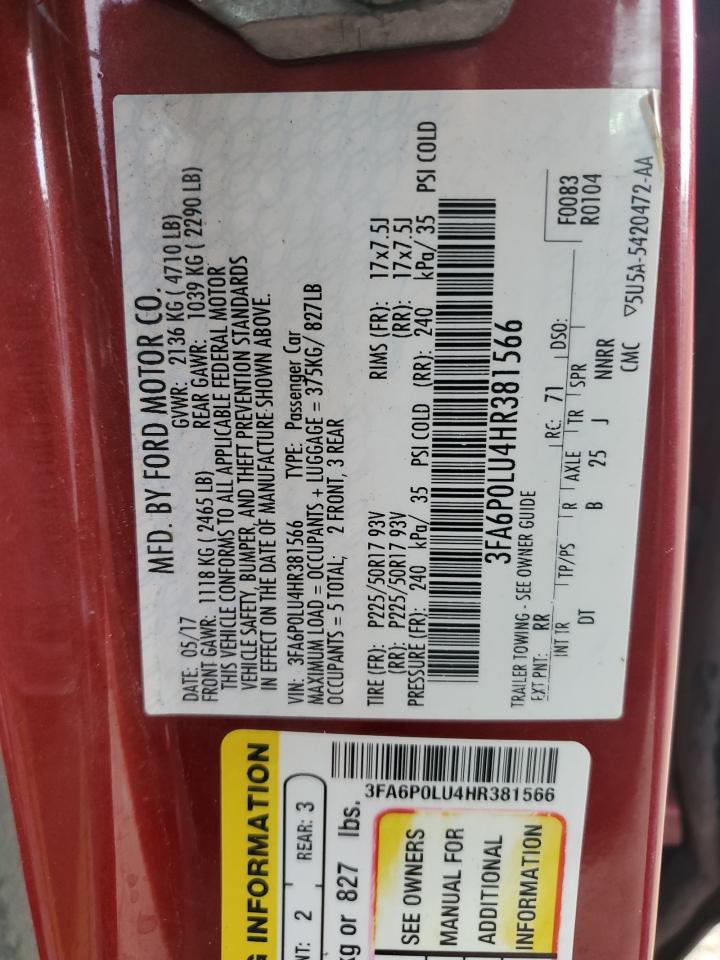 MFD. BY FORD MOTOR CO.
DATE: 05/17 GVWR: 2136 KG ( 4710 LB)
FRONT GAWR: 1118 KG ( 2465 LB) REAR GAWR: 1039 KG ( 2290 LB)
THIS VEHICLE CONFORMS TO ALL APPLICABLE FEDERAL MOTOR
VEHICLE SAFETY, BUMPER, AND THEFT PREVENTION STANDARDS
IN EFFECT ON THE DATE OF MANUFACTURE SHOWN ABOVE.
VIN: 3FA6P0LU4HR381566 TYPE: Passenger Car
MAXIMUM LOAD = OCCUPANTS + LUGGAGE = 375KG/ 827LB
OCCUPANTS = 5 TOTAL; 2 FRONT, 3 REAR
TIRE (FR): P225/50R17 93V RIMS (FR): 17x7.5J
(RR): P225/50R17 93V (RR): 17x7.5J
PRESSURE (FR): 240 kPa/ 35 PSI COLD (RR): 240 kPa/ 35 PSI COLD
3FA6P0LU4HR381566
TRAILER TOWING - SEE OWNER GUIDE
EXT PNT: RR RC: 71 DSO: F0083
R0104
INT TR TP/PS R AXLE TR SPR
DT B 25 J NNRR
CMC ▽5U5A-5420472-AA
G INFORMATION
NT: 2 REAR: 3
kg or 827 lbs.
3FA6P0LU4HR381566
SEE OWNERS
MANUAL FOR
ADDITIONAL
INFORMATION